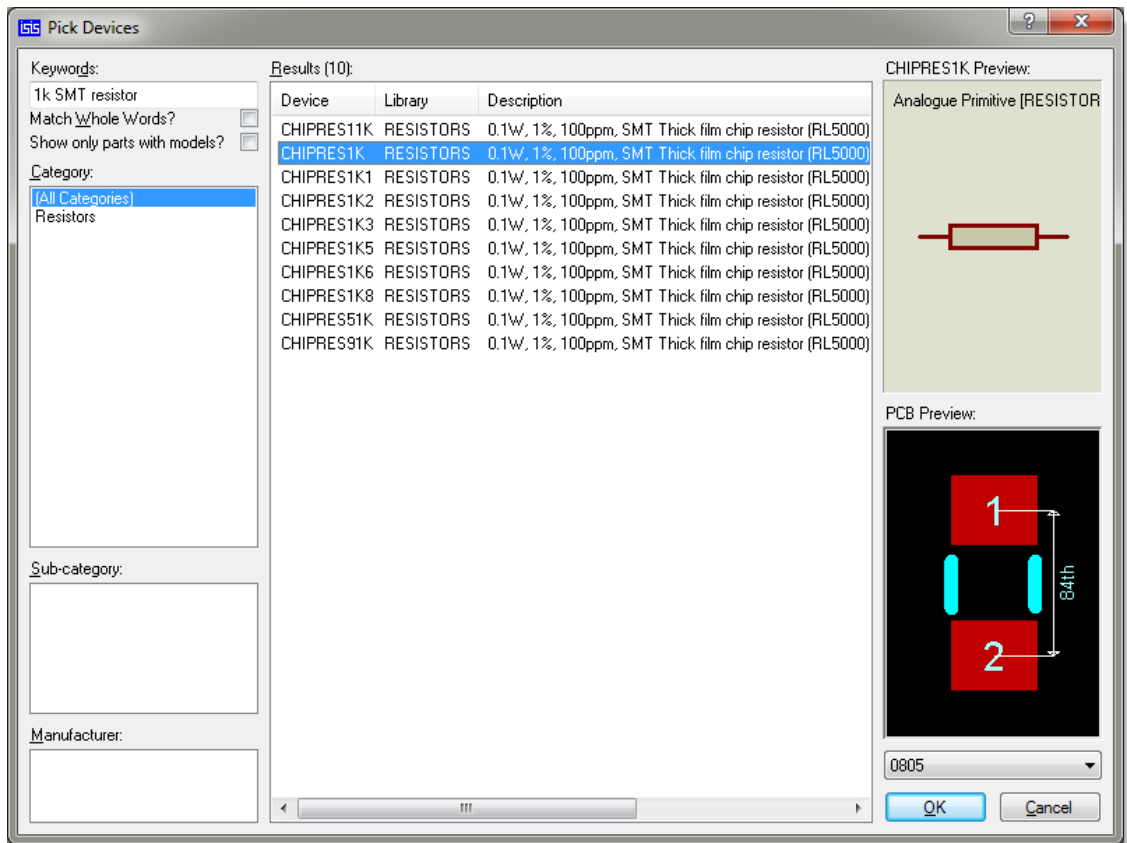 isis Pick Devices
Keywords:
1k SMT resistor
Match Whole Words?
Show only parts with models?
Category:
(All Categories)
Resistors
Sub-category:
Manufacturer:
Results (10):
Device Library Description
CHIPRES11K RESISTORS 0.1W, 1%, 100ppm, SMT Thick film chip resistor (RL5000)
CHIPRES1K RESISTORS 0.1W, 1%, 100ppm, SMT Thick film chip resistor (RL5000)
CHIPRES1K1 RESISTORS 0.1W, 1%, 100ppm, SMT Thick film chip resistor (RL5000)
CHIPRES1K2 RESISTORS 0.1W, 1%, 100ppm, SMT Thick film chip resistor (RL5000)
CHIPRES1K3 RESISTORS 0.1W, 1%, 100ppm, SMT Thick film chip resistor (RL5000)
CHIPRES1K5 RESISTORS 0.1W, 1%, 100ppm, SMT Thick film chip resistor (RL5000)
CHIPRES1K6 RESISTORS 0.1W, 1%, 100ppm, SMT Thick film chip resistor (RL5000)
CHIPRES1K8 RESISTORS 0.1W, 1%, 100ppm, SMT Thick film chip resistor (RL5000)
CHIPRES51K RESISTORS 0.1W, 1%, 100ppm, SMT Thick film chip resistor (RL5000)
CHIPRES91K RESISTORS 0.1W, 1%, 100ppm, SMT Thick film chip resistor (RL5000)
CHIPRES1K Preview:
Analogue Primitive [RESISTOR
PCB Preview:
1
84th
2
0805
OK Cancel